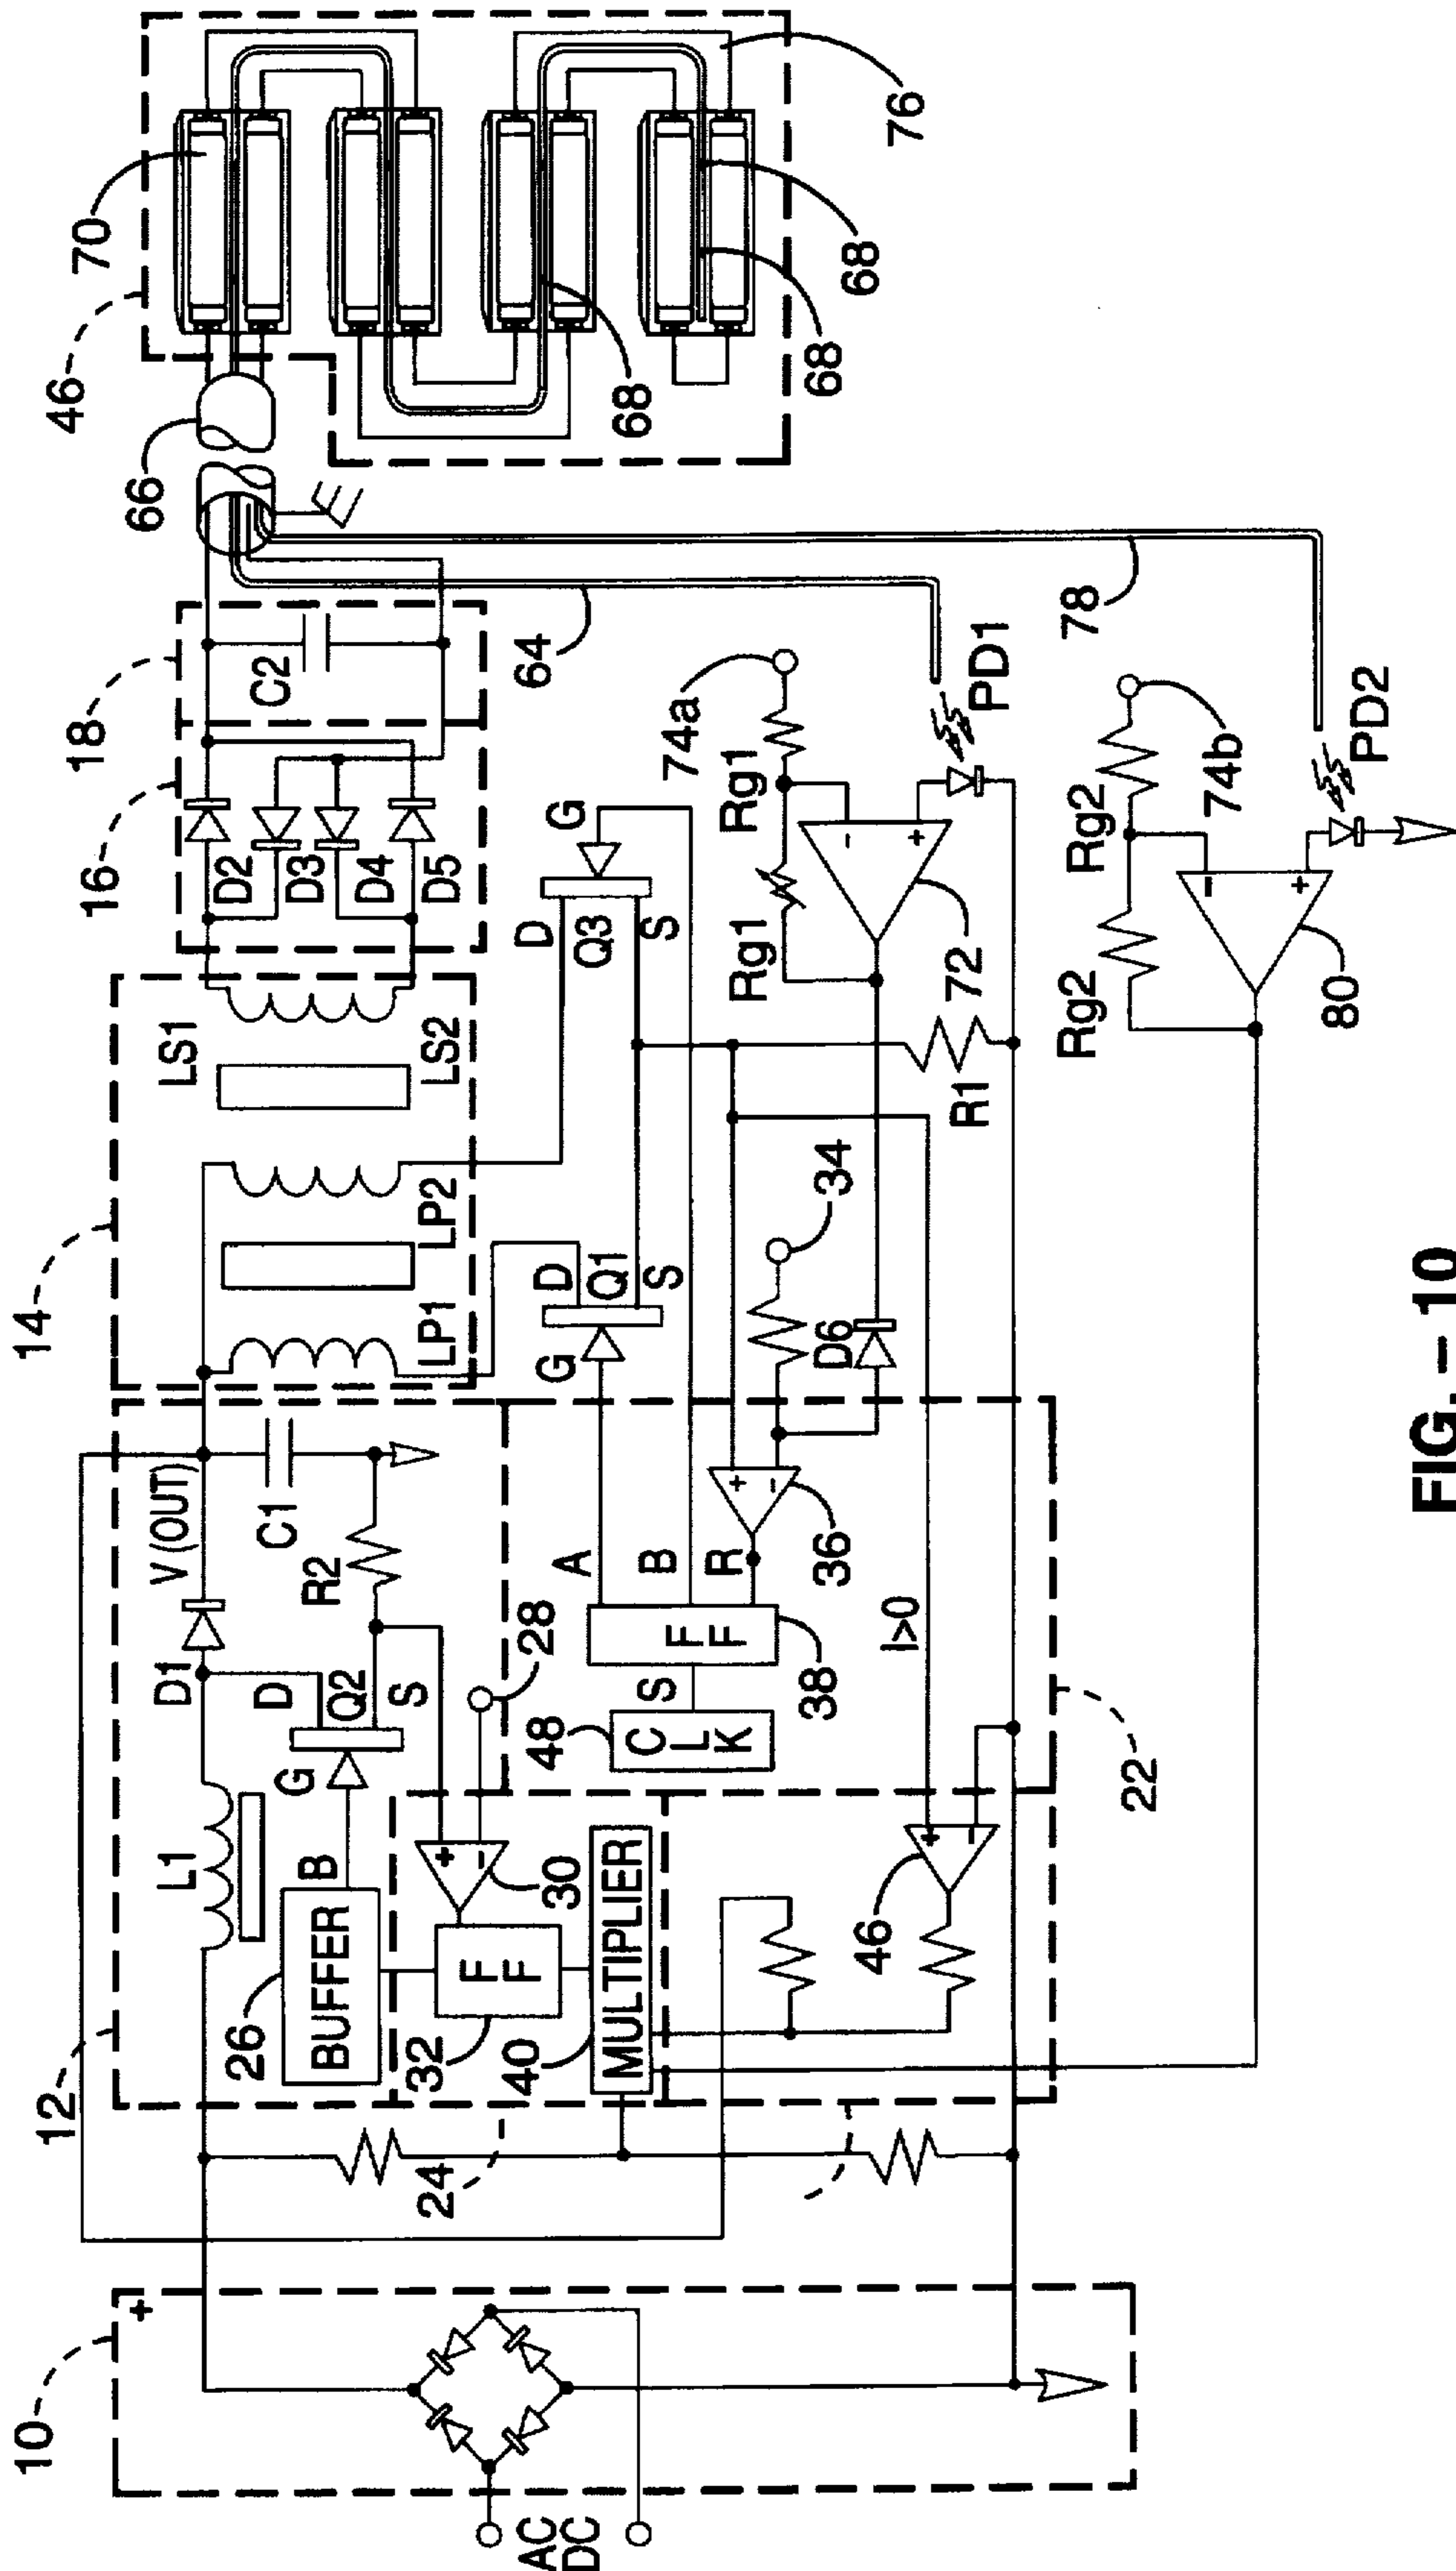 10
+
AC
DC
12
24
L1
D1
V (OUT)
C1
R2
26
BUFFER
B
G
D
Q2
S
28
+
-
30
32
F F
40
MULTIPLIER
46
+
-
I>0
22
48
CLK
S
F F
38
A
B
R
36
+
-
34
D6
14
LP1
LP2
LS1
LS2
G
D
Q1
S
D
Q3
S
G
R1
16
D2
D3
D4
D5
18
C2
64
66
46
70
68
68
68
76
72
Rg1
Rg1
74a
-
+
PD1
78
80
Rg2
Rg2
74b
-
+
PD2
FIG. – 10